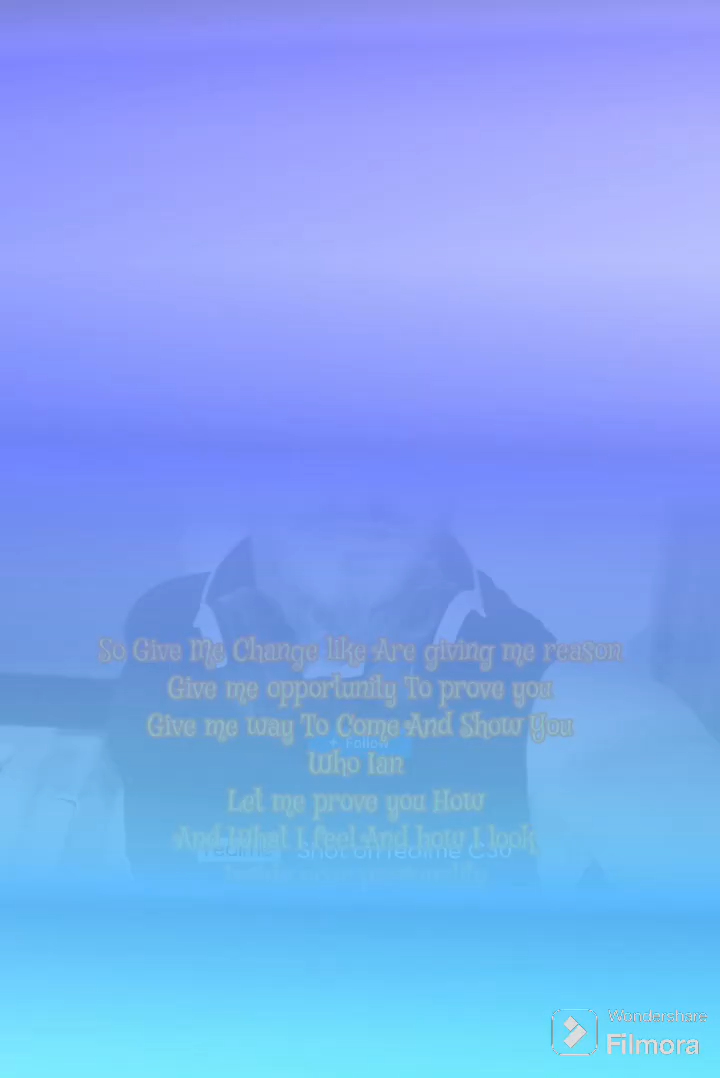 So Give Me Change like Are giving me reason
Give me opportunity To prove you
Give me way To Come And Show You
+ Follow
Who Ian
Let me prove you How
And What I feel And how I look
realme Shot on realme C30
Wondershare
Filmora